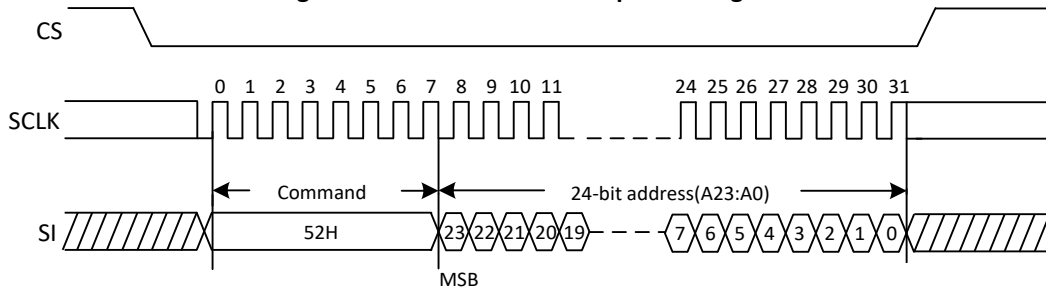 CS
0 1 2 3 4 5 6 7 8 9 10 11 24 25 26 27 28 29 30 31
SCLK
Command 24-bit address(A23:A0)
SI 52H 23 22 21 20 19 7 6 5 4 3 2 1 0
MSB